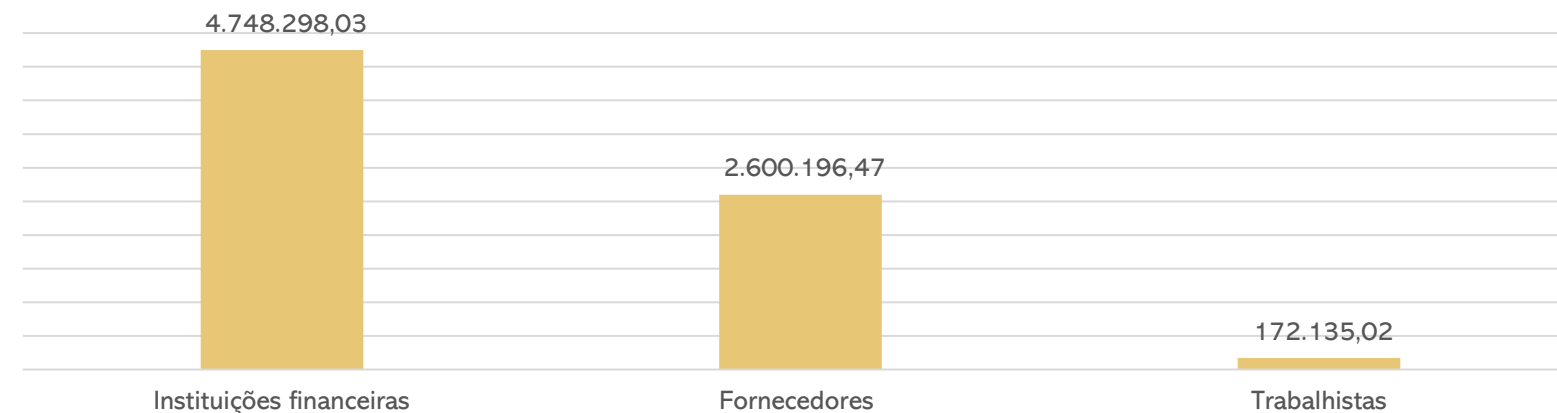 4.748.298,03
2.600.196,47
172.135,02
Instituições financeiras
Fornecedores
Trabalhistas